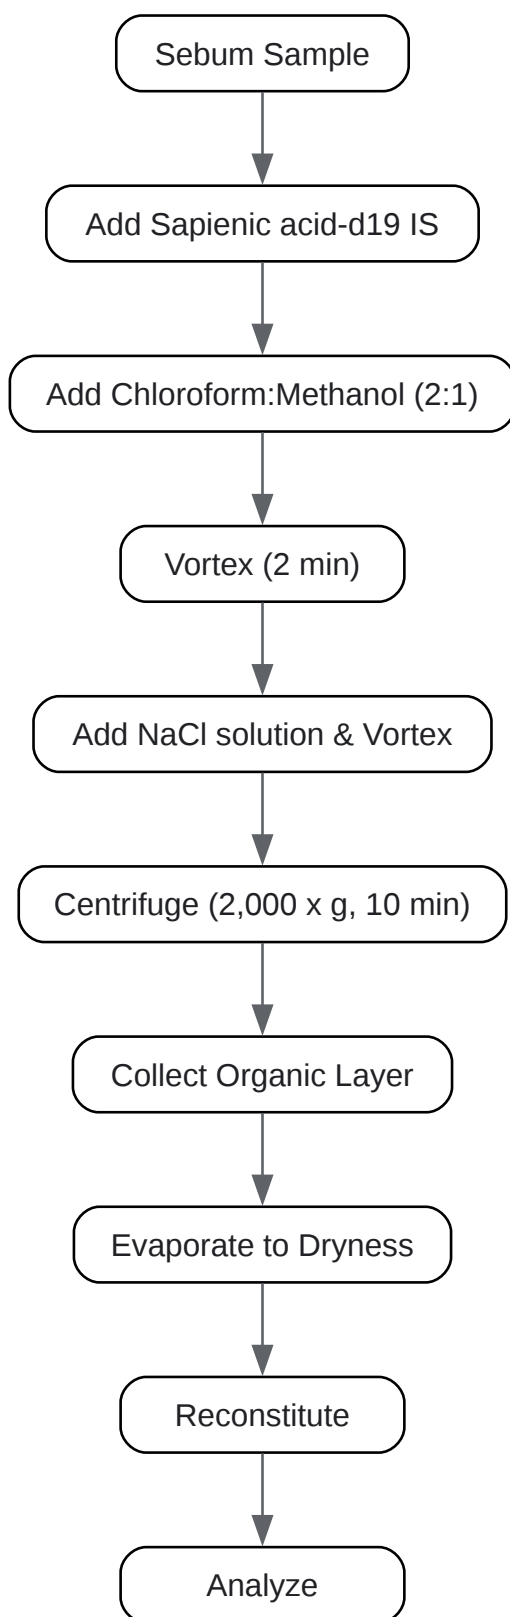 Sebum Sample
Add Sapienic acid-d19 IS
Add Chloroform:Methanol (2:1)
Vortex (2 min)
Add NaCl solution & Vortex
Centrifuge (2,000 x g, 10 min)
Collect Organic Layer
Evaporate to Dryness
Reconstitute
Analyze